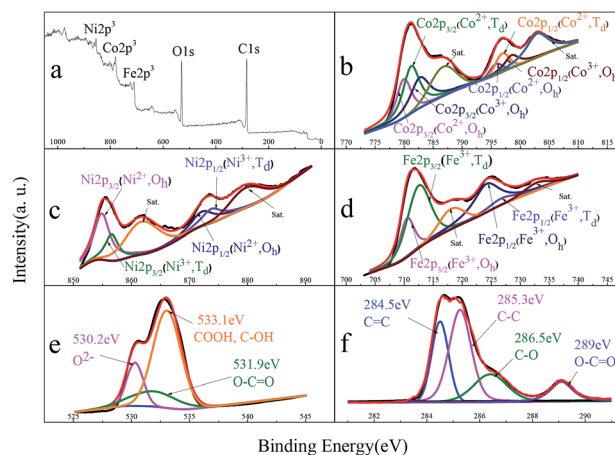 Intensity(a. u.)
Ni2p³
Co2p³
Fe2p³
O1s
C1s
a
1000 800 600 400 200 0
Co2p3/2(Co2+,Td)
Co2p1/2(Co2+,Td)
Sat.
Sat.
b
Co2p1/2(Co3+,Oh)
Co2p1/2(Co2+,Oh)
Co2p3/2(Co3+,Oh)
Co2p3/2(Co2+,Oh)
770 775 780 785 790 795 800 805 810
Ni2p3/2(Ni2+,Oh)
Ni2p1/2(Ni3+,Td)
Sat.
Sat.
c
Ni2p1/2(Ni2+,Oh)
Ni2p3/2(Ni3+,Td)
850 860 870 880 890
Fe2p3/2(Fe3+,Td)
Sat.
Sat.
d
Fe2p1/2(Fe3+,Td)
Fe2p1/2(Fe3+,Oh)
Fe2p3/2(Fe3+,Oh)
700 705 710 715 720 725 730 735 740
533.1eV
COOH, C-OH
530.2eV
O2-
531.9eV
O-C=O
e
525 530 535 540 545
284.5eV
C=C
285.3eV
C-C
286.5eV
C-O
289eV
O-C=O
f
282 284 286 288 290
Binding Energy(eV)